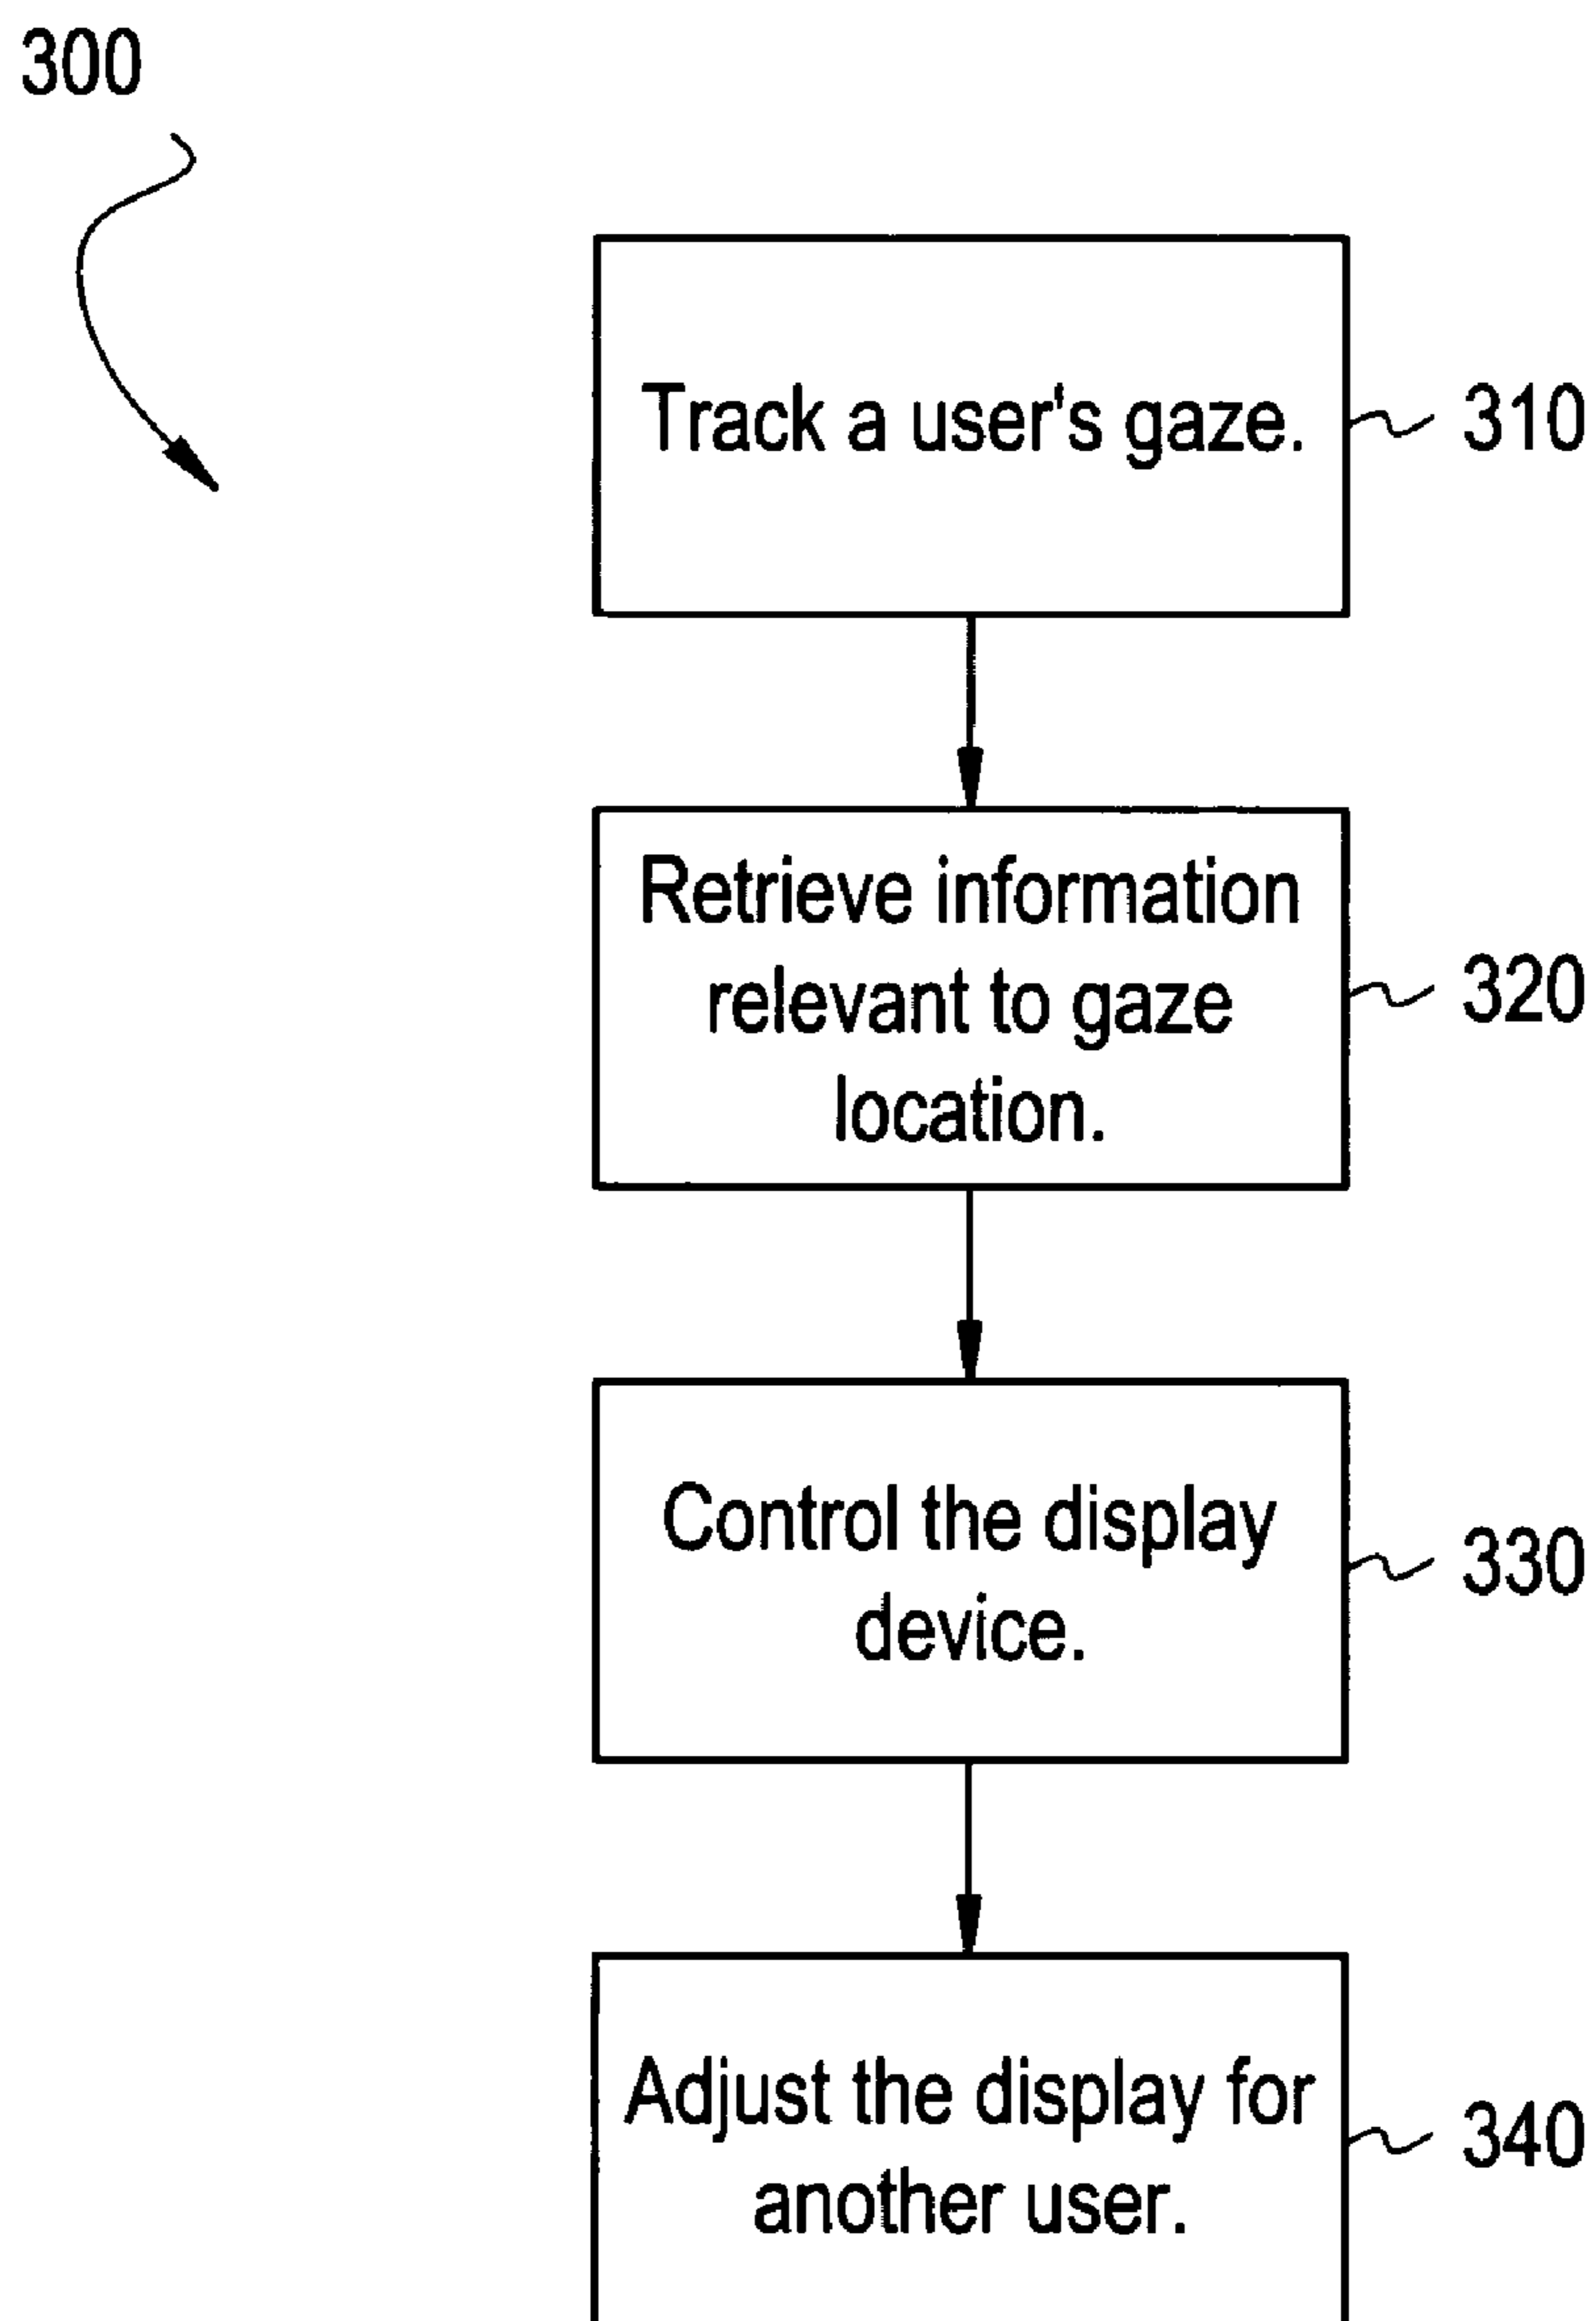 300
Track a user's gaze.
310
Retrieve information
relevant to gaze
location.
320
Control the display
device.
330
Adjust the display for
another user.
340